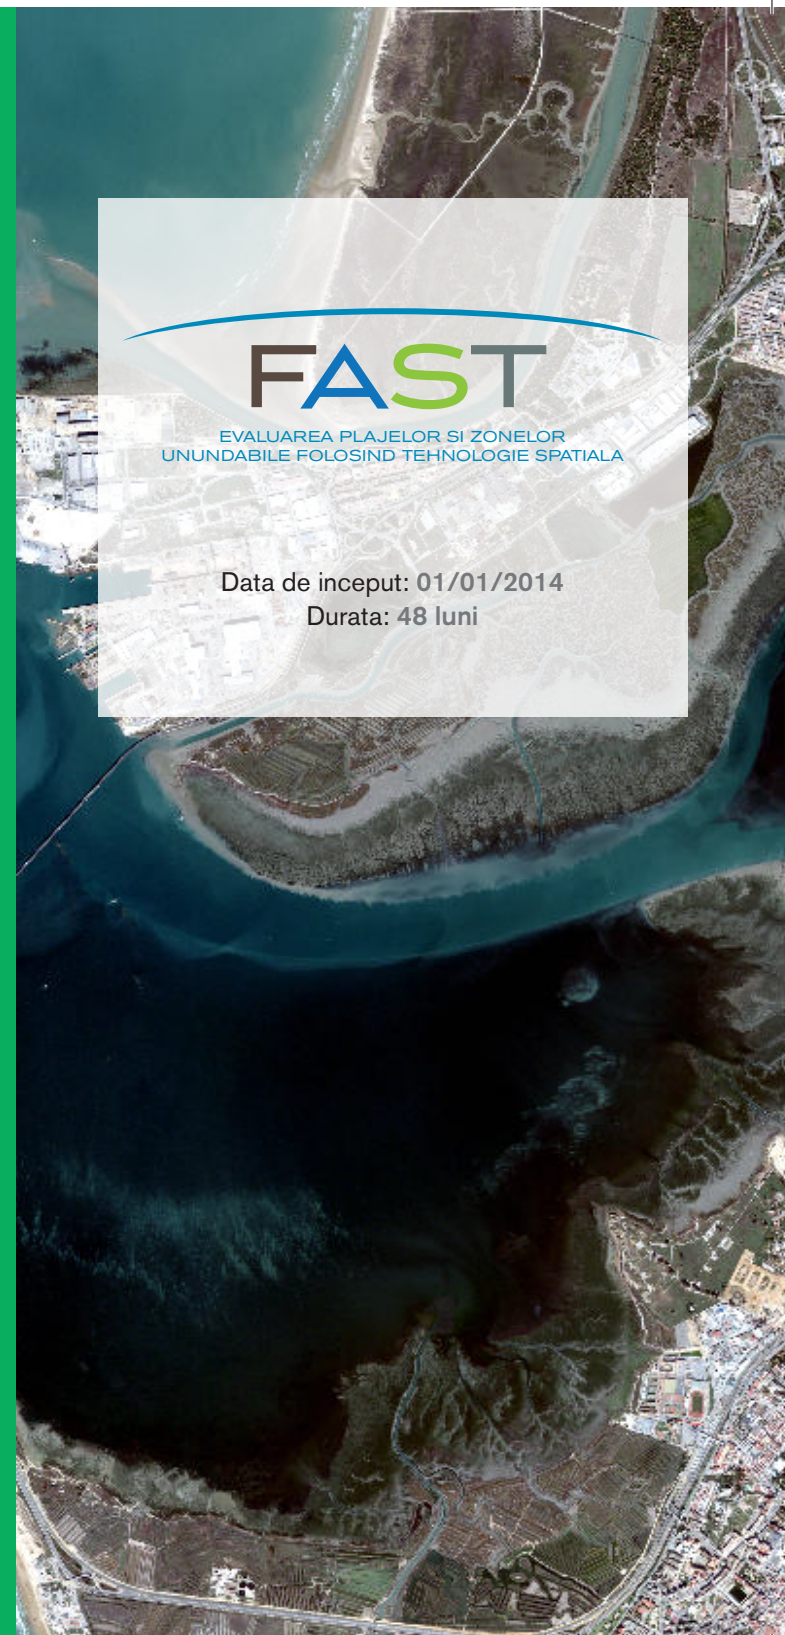 FAST
EVALUAREA PLAJELOR SI ZONELOR
UNUNDABILE FOLOSIND TEHNOLOGIE SPATIALA
Data de inceput: 01/01/2014
Durata: 48 luni